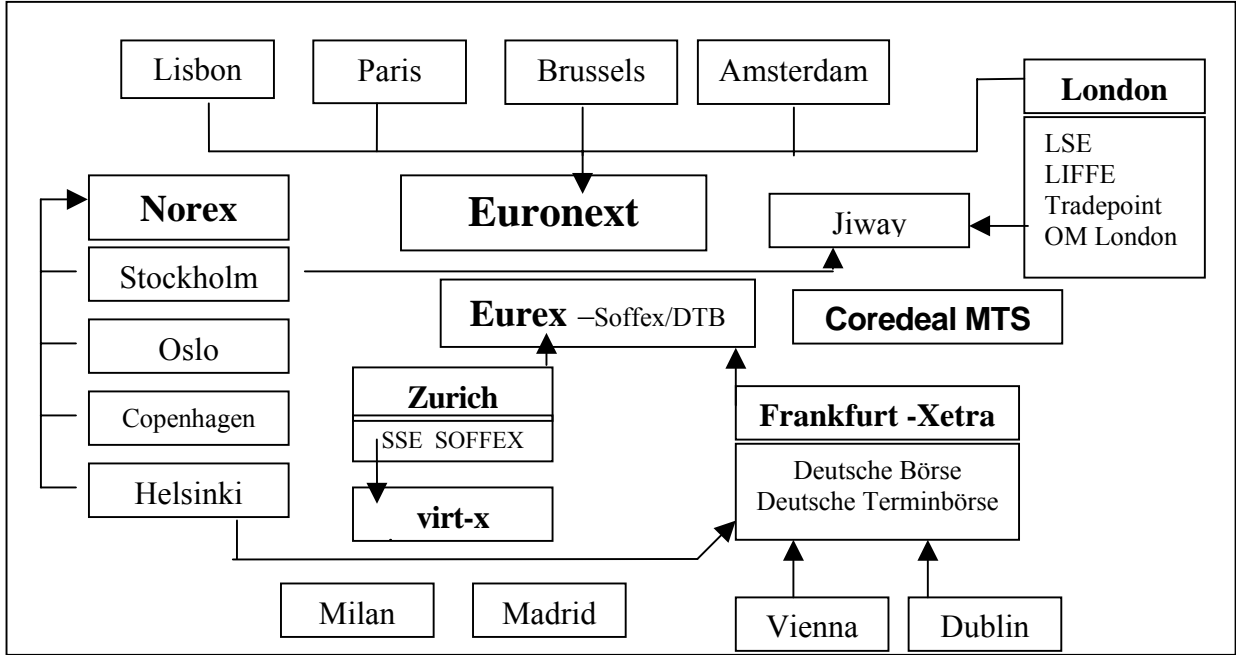 Lisbon
Paris
Brussels
Amsterdam
London
LSE
LIFFE
Tradepoint
OM London
Norex
Euronext
Jiway
Stockholm
Eurex –Soffex/DTB
Coredeal MTS
Oslo
Zurich
SSE SOFFEX
Copenhagen
Frankfurt -Xetra
Deutsche Börse
Deutsche Terminbörse
Helsinki
virt-x
Milan
Madrid
Vienna
Dublin